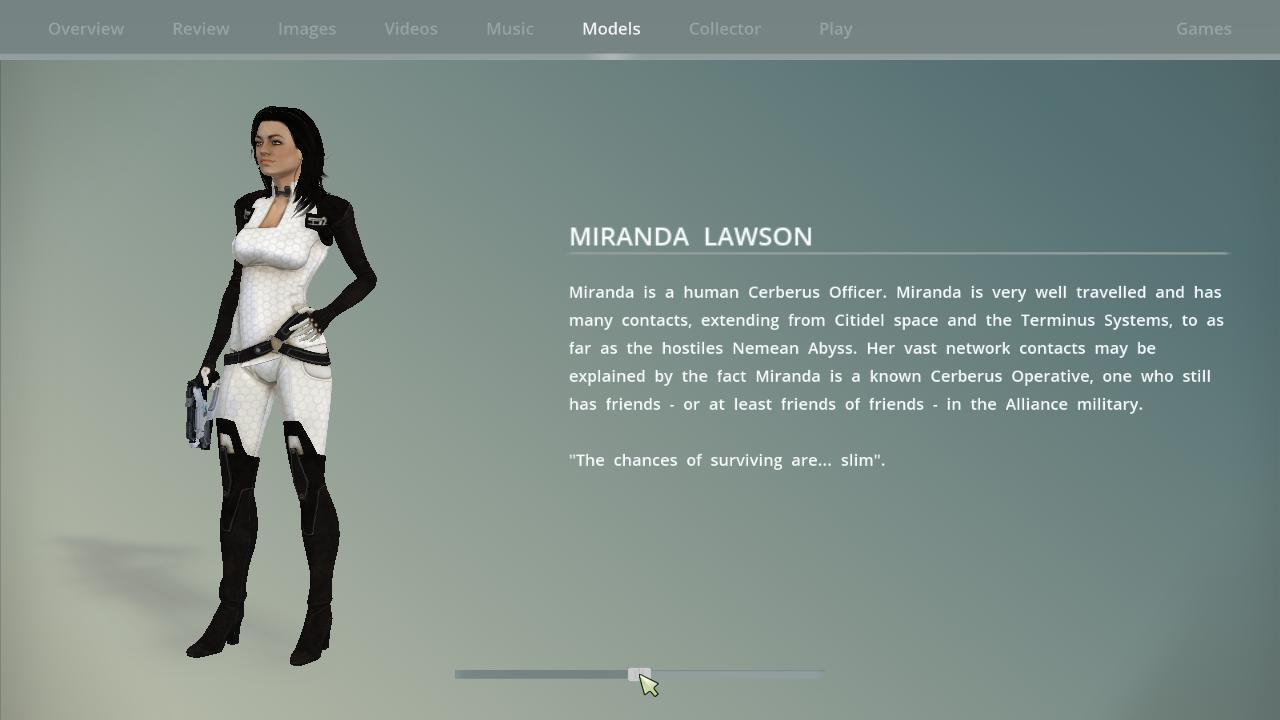 Overview Review Images Videos Music Models Collector Play Games
MIRANDA LAWSON
Miranda is a human Cerberus Officer. Miranda is very well travelled and has
many contacts, extending from Citidel space and the Terminus Systems, to as
far as the hostiles Nemean Abyss. Her vast network contacts may be
explained by the fact Miranda is a known Cerberus Operative, one who still
has friends - or at least friends of friends - in the Alliance military.
"The chances of surviving are... slim".